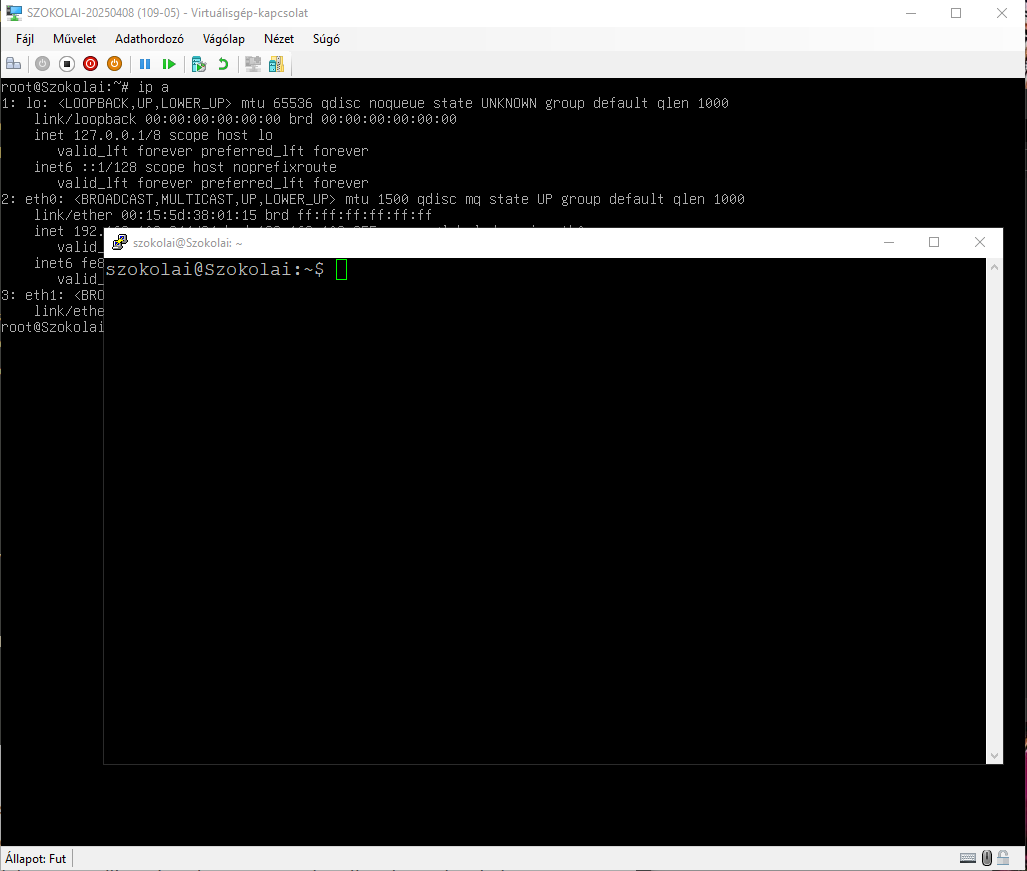 SZOKOLAI-20250408 (109-05) - Virtuálisgép-kapcsolat
Fájl Művelet Adathordozó Vágólap Nézet Súgó
root@Szokolai:~# ip a
1: lo: <LOOPBACK,UP,LOWER_UP> mtu 65536 qdisc noqueue state UNKNOWN group default qlen 1000
link/loopback 00:00:00:00:00:00 brd 00:00:00:00:00:00
inet 127.0.0.1/8 scope host lo
valid_lft forever preferred_lft forever
inet6 ::1/128 scope host noprefixroute
valid_lft forever preferred_lft forever
2: eth0: <BROADCAST,MULTICAST,UP,LOWER_UP> mtu 1500 qdisc mq state UP group default qlen 1000
link/ether 00:15:5d:38:01:15 brd ff:ff:ff:ff:ff:ff
inet 192.
valid
inet6 fe8
valid_
3: eth1: <BRO
link/ethe
root@Szokolai
szokolai@Szokolai: ~
szokolai@Szokolai:~$
Állapot: Fut